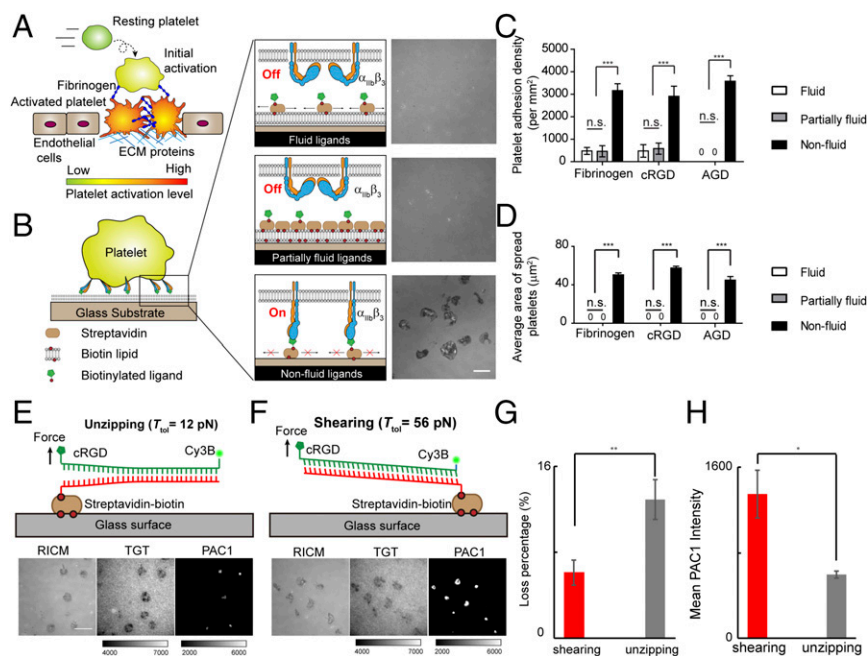 A
Resting platelet
Initial
activation
Fibrinogen
Activated platelet
Endothelial
cells
ECM proteins
Low
High
Platelet activation level
B
Platelet
Glass Substrate
Streptavidin
Biotin lipid
Biotinylated ligand
Off
αIIbβ3
Fluid ligands
Off
αIIbβ3
Partially fluid ligands
On
αIIbβ3
Non-fluid ligands
C
Platelet adhesion density
(per mm²)
5000
4000
3000
2000
1000
0
***
***
***
n.s.
n.s.
n.s.
0 0
Fibrinogen
cRGD
AGD
Fluid
Partially fluid
Non-fluid
D
Average area of spread
platelets (μm²)
80
40
0
***
***
***
n.s.
n.s.
n.s.
0 0
0 0
0 0
Fibrinogen
cRGD
AGD
Fluid
Partially fluid
Non-fluid
E
Unzipping (Ttol= 12 pN)
Force
cRGD
Cy3B
Streptavidin-biotin
Glass surface
RICM
TGT
PAC1
4000
7000
2000
6000
F
Shearing (Ttol= 56 pN)
Force
cRGD
Cy3B
Streptavidin-biotin
Glass surface
RICM
TGT
PAC1
4000
7000
2000
6000
G
Loss percentage (%)
16
8
0
**
shearing
unzipping
H
Mean PAC1 Intensity
1600
800
0
*
shearing
unzipping